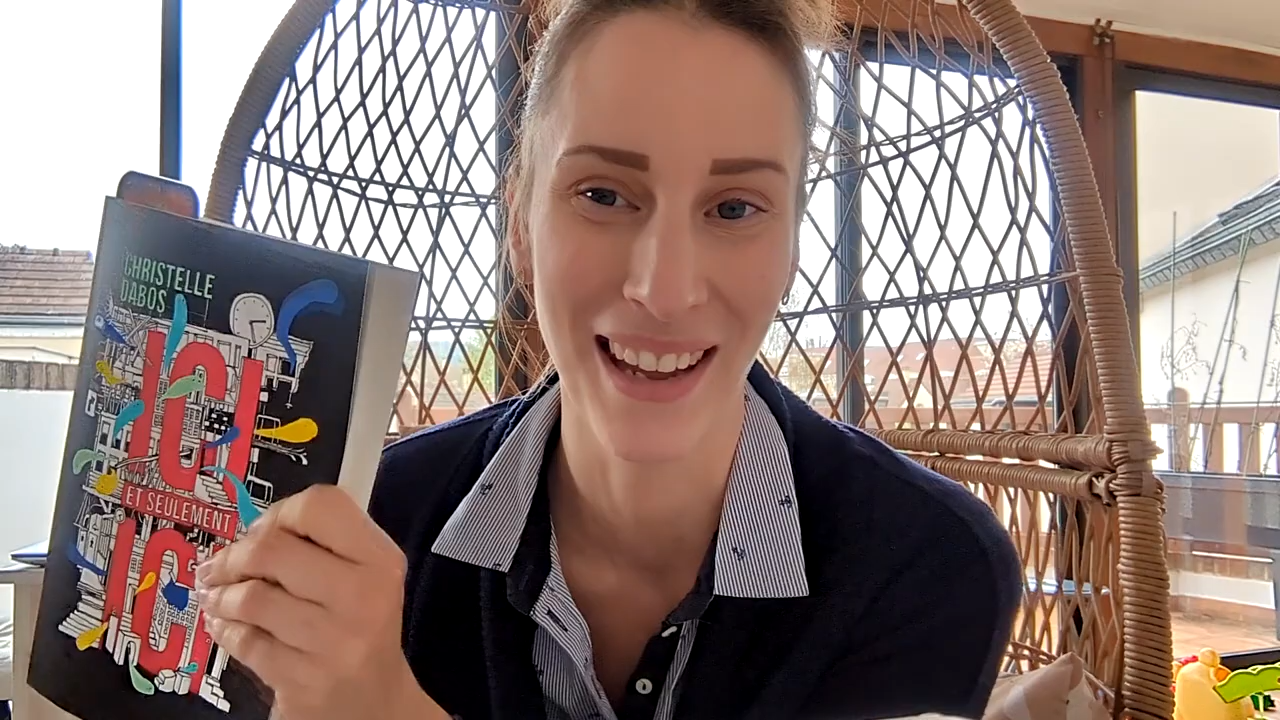 CHRISTELLE
DABOS
ICI
ET SEULEMENT
ICI